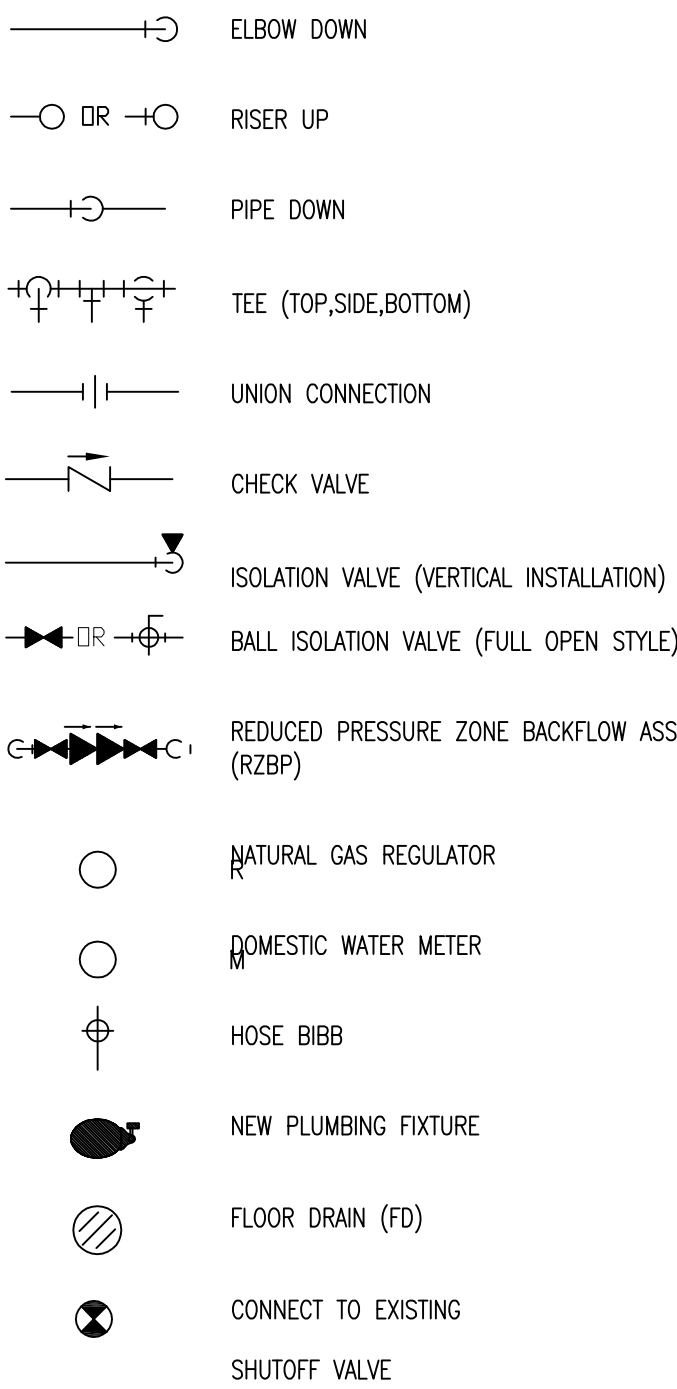 ELBOW DOWN
OR RISER UP
PIPE DOWN
TEE (TOP,SIDE,BOTTOM)
UNION CONNECTION
CHECK VALVE
ISOLATION VALVE (VERTICAL INSTALLATION)
OR BALL ISOLATION VALVE (FULL OPEN STYLE)
REDUCED PRESSURE ZONE BACKFLOW ASS
(RZBP)
NATURAL GAS REGULATOR
R
DOMESTIC WATER METER
M
HOSE BIBB
NEW PLUMBING FIXTURE
FLOOR DRAIN (FD)
CONNECT TO EXISTING
SHUTOFF VALVE